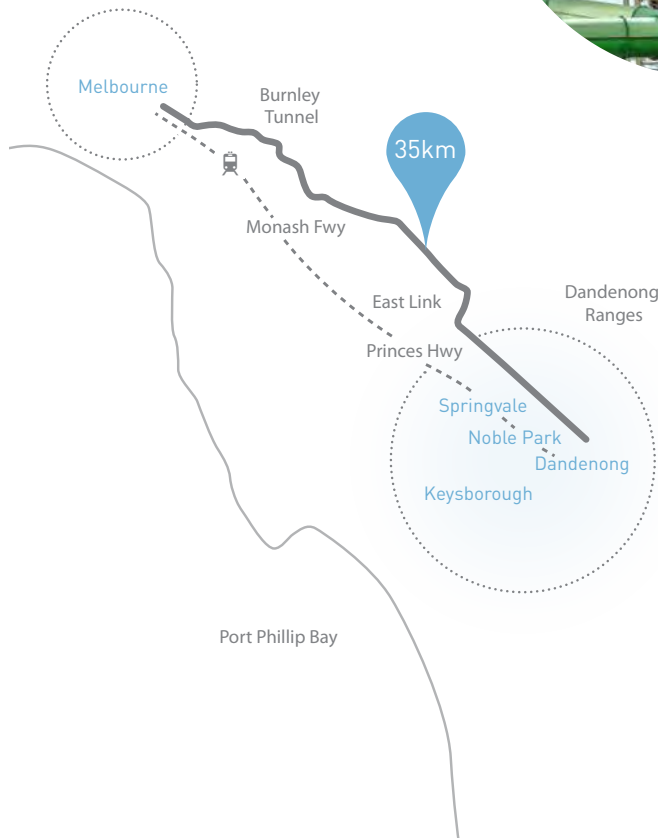 Melbourne
Burnley
Tunnel
35km
Monash Fwy
East Link
Dandenong
Ranges
Princes Hwy
Springvale
Noble Park
Dandenong
Keysborough
Port Phillip Bay